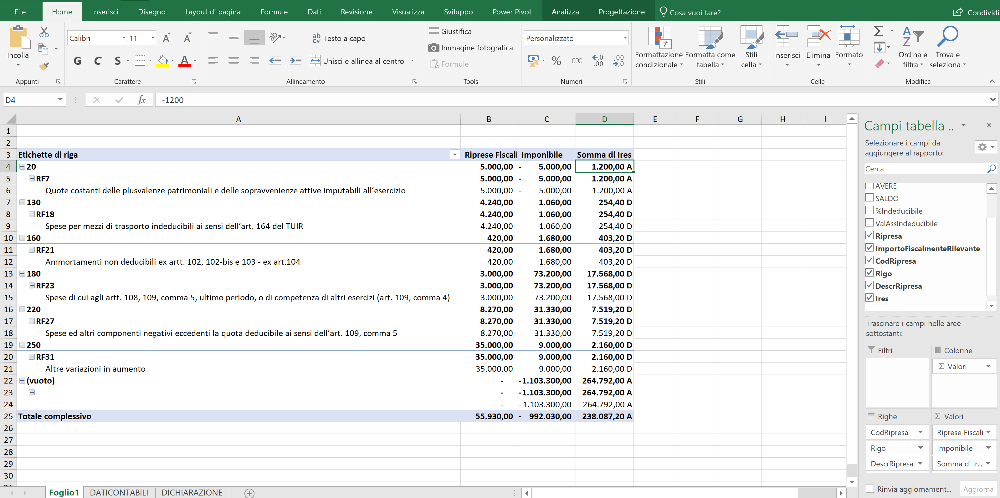 File Home Inserisci Disegno Layout di pagina Formule Dati Revisione Visualizza Sviluppo Power Pivot Analizza Progettazione Cosa vuoi fare? Condividi
Incolla
Appunti
Calibri 11
G C S
Carattere
Testo a capo
Unisci e allinea al centro
Allineamento
Giustifica
Immagine fotografica
Formule
Tools
Personalizzato
% 000
Numeri
Formattazione condizionale
Formatta come tabella
Stili cella
Stili
Inserisci
Elimina
Formato
Celle
Ordina e filtra
Trova e seleziona
Modifica
D4 fx -1200
A B C D E F G H I
1
2
3 Etichette di riga Riprese Fiscali Imponibile Somma di Ires
4 20 5.000,00 - 5.000,00 1.200,00 A
5 RF7 5.000,00 - 5.000,00 1.200,00 A
6 Quote costanti delle plusvalenze patrimoniali e delle sopravvenienze attive imputabili all’esercizio 5.000,00 - 5.000,00 1.200,00 A
7 130 4.240,00 1.060,00 254,40 D
8 RF18 4.240,00 1.060,00 254,40 D
9 Spese per mezzi di trasporto indeducibili ai sensi dell’art. 164 del TUIR 4.240,00 1.060,00 254,40 D
10 160 420,00 1.680,00 403,20 D
11 RF21 420,00 1.680,00 403,20 D
12 Ammortamenti non deducibili ex artt. 102, 102-bis e 103 - ex art.104 420,00 1.680,00 403,20 D
13 180 3.000,00 73.200,00 17.568,00 D
14 RF23 3.000,00 73.200,00 17.568,00 D
15 Spese di cui agli artt. 108, 109, comma 5, ultimo periodo, o di competenza di altri esercizi (art. 109, comma 4) 3.000,00 73.200,00 17.568,00 D
16 220 8.270,00 31.330,00 7.519,20 D
17 RF27 8.270,00 31.330,00 7.519,20 D
18 Spese ed altri componenti negativi eccedenti la quota deducibile ai sensi dell’art. 109, comma 5 8.270,00 31.330,00 7.519,20 D
19 250 35.000,00 9.000,00 2.160,00 D
20 RF31 35.000,00 9.000,00 2.160,00 D
21 Altre variazioni in aumento 35.000,00 9.000,00 2.160,00 D
22 (vuoto) - -1.103.300,00 264.792,00 A
23 - -1.103.300,00 264.792,00 A
24 - -1.103.300,00 264.792,00 A
25 Totale complessivo 55.930,00 - 992.030,00 238.087,20 A
26
27
28
29
30
Foglio1 DATICONTABILI DICHIARAZIONE
Campi tabella ..
Selezionare i campi da
aggiungere al rapporto:
Cerca
AVERE
SALDO
%Indeducibile
ValAssIndeducibile
Ripresa
ImportoFiscalmenteRilevante
CodRipresa
Rigo
DescrRipresa
Ires
Trascinare i campi nelle aree
sottostanti:
Filtri Colonne
Σ Valori
Righe Σ Valori
CodRipresa Riprese Fiscali
Rigo Imponibile
DescrRipresa Somma di Ir...
Rinvia aggiornament... Aggiorna